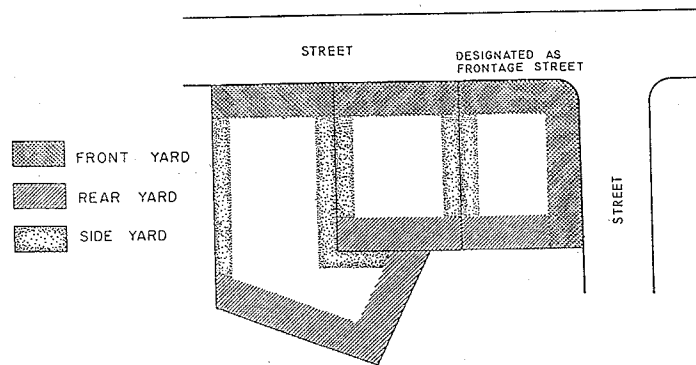 STREET
DESIGNATED AS
FRONTAGE STREET
FRONT YARD
REAR YARD
SIDE YARD
STREET